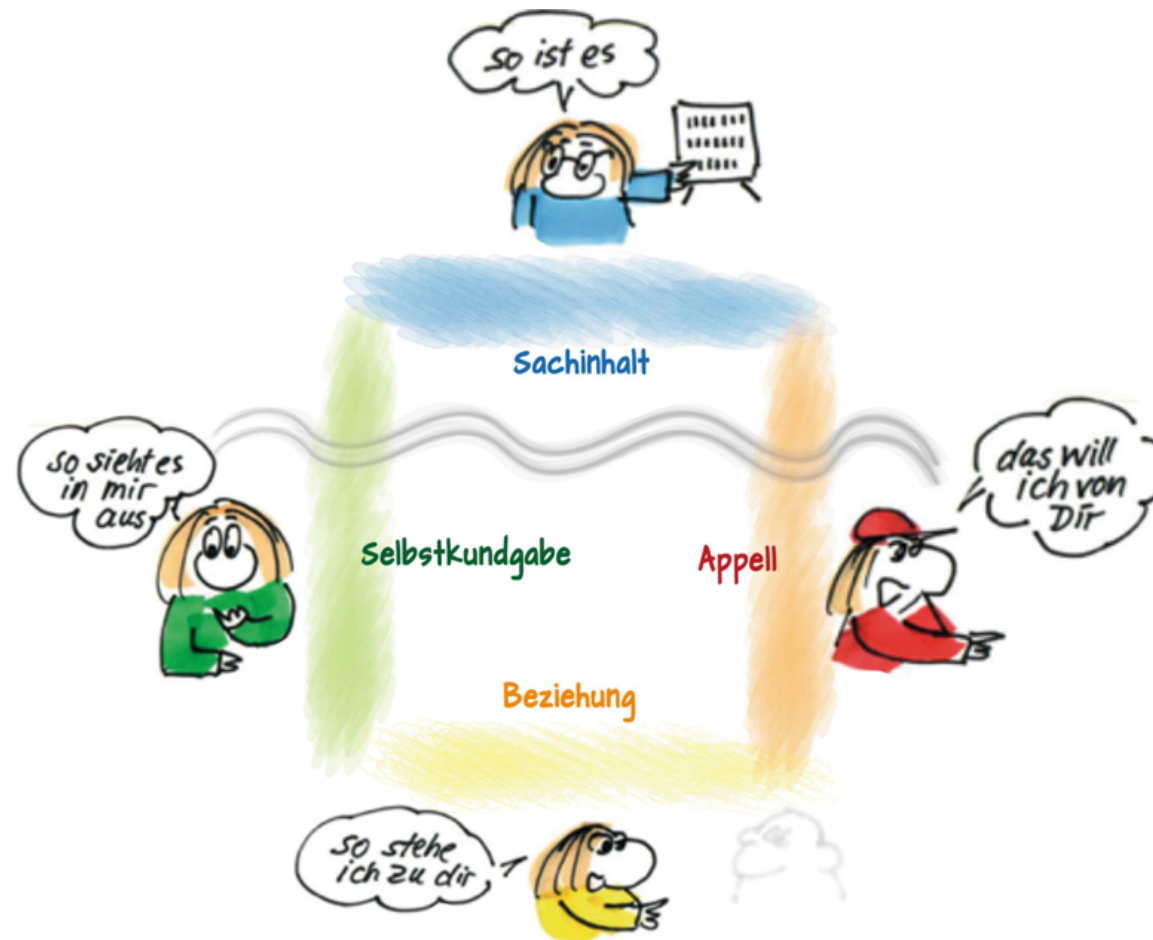 so ist es
Sachinhalt
so sieht es
in mir
aus
das will
ich von
Dir
Selbstkundgabe
Appell
Beziehung
so stehe
ich zu dir